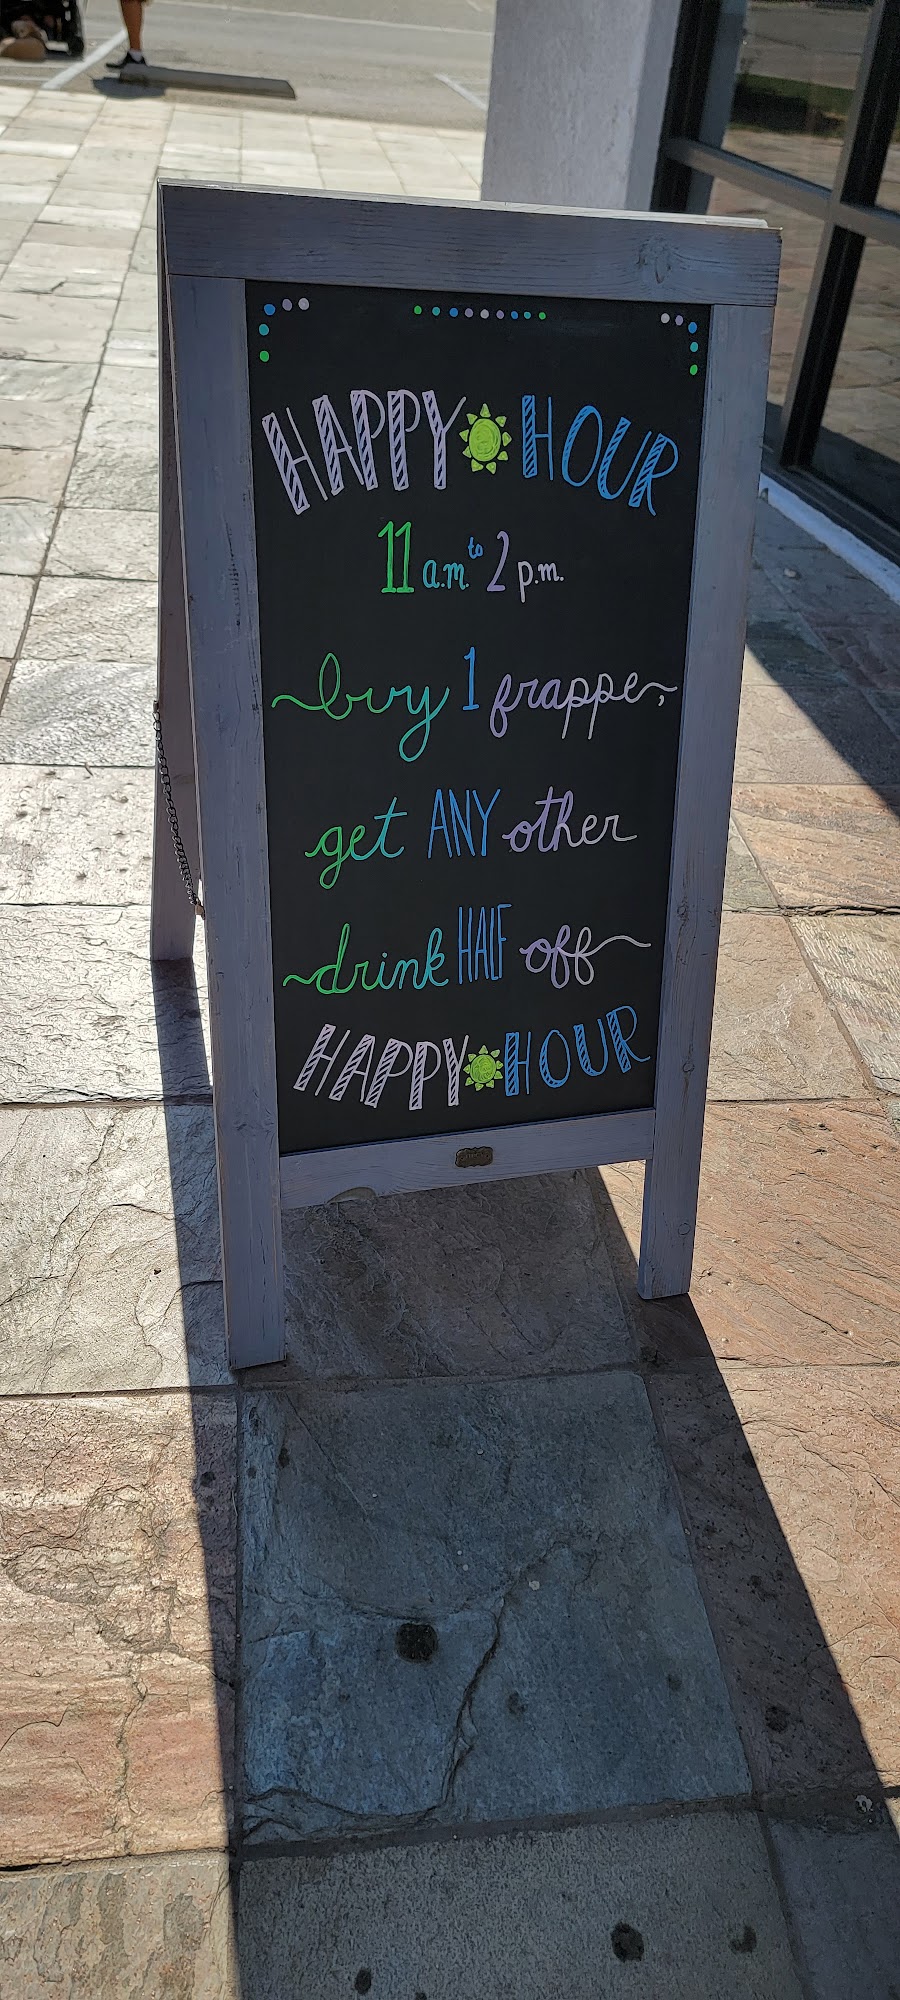 HAPPY HOUR
11 a.m. to 2 p.m.
buy 1 frappe,
get ANY other
drink HALF off
HAPPY HOUR